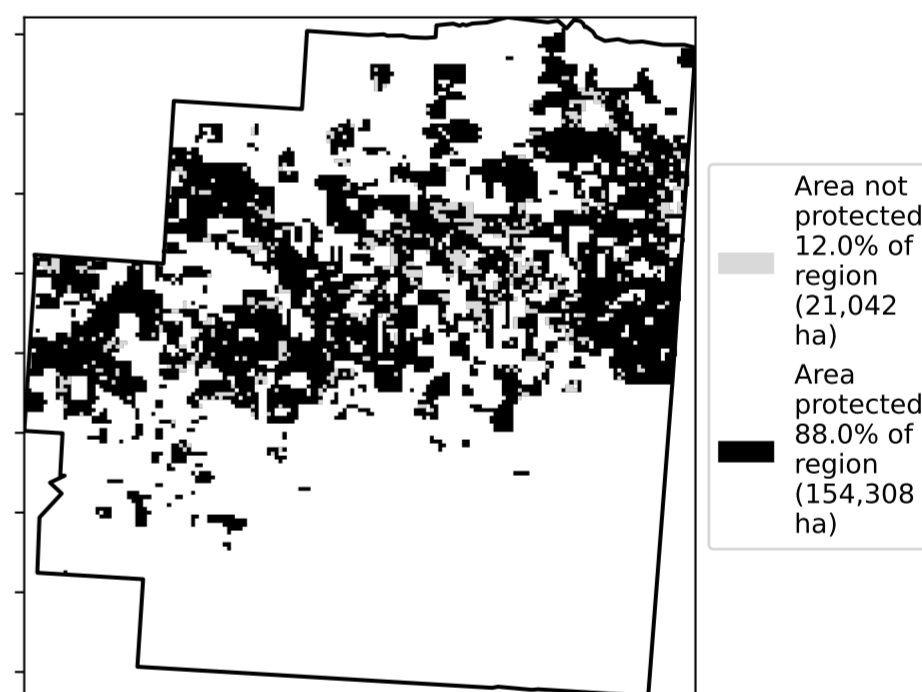 Area not
protected
12.0% of
region
(21,042
ha)
Area
protected
88.0% of
region
(154,308
ha)